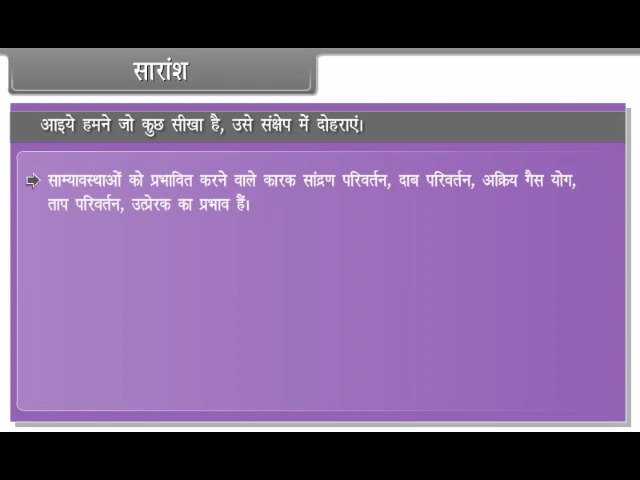 सारांश
आइये हमने जो कुछ सीखा है, उसे संक्षेप में दोहराएं।
साम्यावस्थाओं को प्रभावित करने वाले कारक सांद्रण परिवर्तन, दाब परिवर्तन, अक्रिय गैस योग,
ताप परिवर्तन, उत्प्रेरक का प्रभाव हैं।